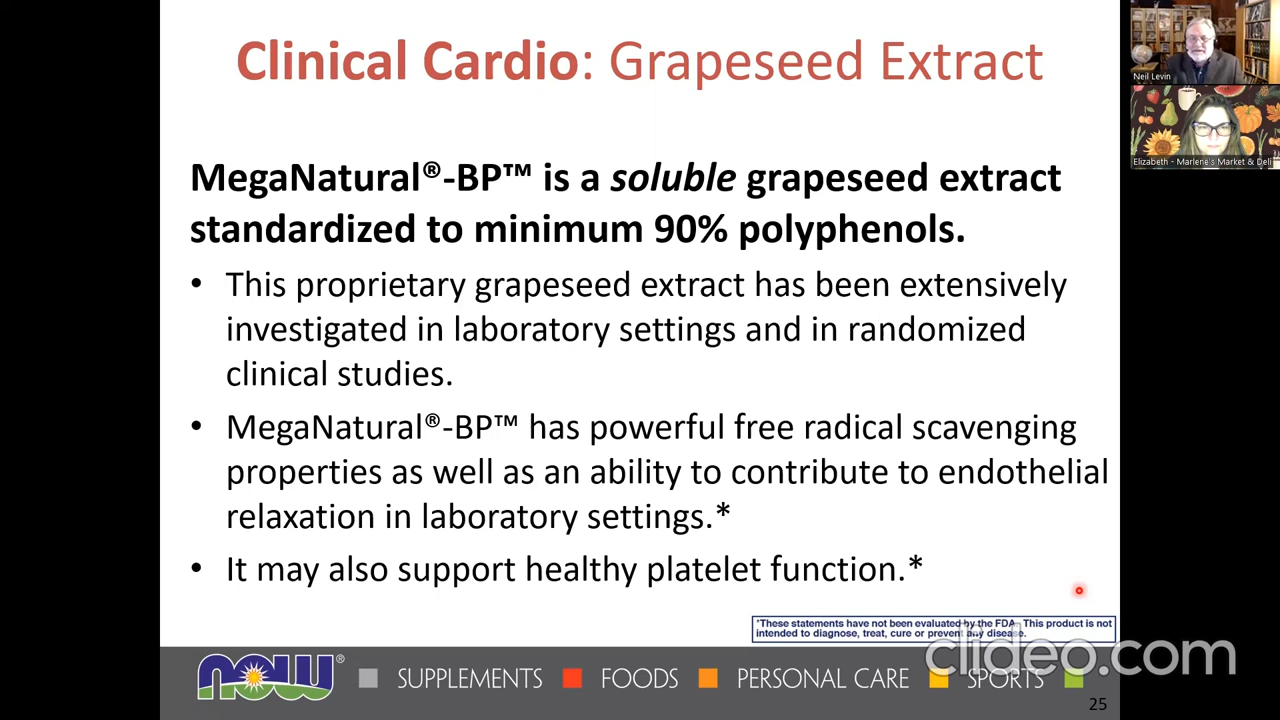 Clinical Cardio: Grapeseed Extract
MegaNatural®-BP™ is a soluble grapeseed extract
standardized to minimum 90% polyphenols.
• This proprietary grapeseed extract has been extensively
investigated in laboratory settings and in randomized
clinical studies.
• MegaNatural®-BP™ has powerful free radical scavenging
properties as well as an ability to contribute to endothelial
relaxation in laboratory settings.*
• It may also support healthy platelet function.*
*These statements have not been evaluated by the FDA. This product is not
intended to diagnose, treat, cure or prevent any disease.
NOW® SUPPLEMENTS FOODS PERSONAL CARE SPORTS
25
clideo.com
Neil Levin
Elizabeth - Marlene's Market & Deli